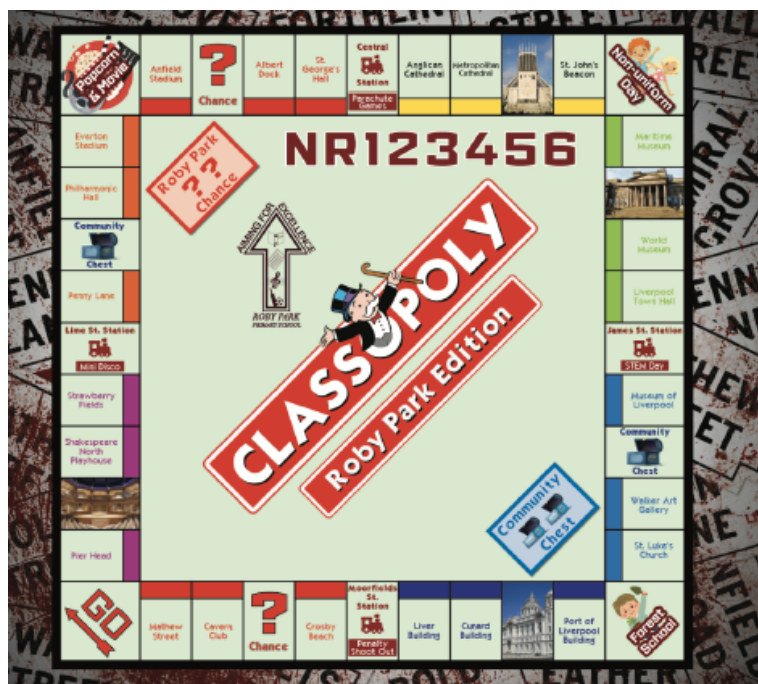 Popcorn
& Movie
Anfield
Stadium
?
Chance
Albert
Dock
St.
George's
Hall
Central
Station
Parachute
Games
Anglican
Cathedral
Metropolitan
Cathedral
St. John's
Beacon
Non-uniform
Day
Everton
Stadium
Philharmonic
Hall
Community
Chest
Penny Lane
Lime St. Station
Mini Disco
Strawberry
Fields
Shakespeare
North
Playhouse
Pier Head
Roby Park
? ?
Chance
NR123456
AIMING FOR EXCELLENCE
ROBY PARK
PRIMARY SCHOOL
CLASSOPOLY
Roby Park Edition
Community
Chest
Maritime
Museum
World
Museum
Liverpool
Town Hall
James St. Station
STEM Day
Museum of
Liverpool
Community
Chest
Walker Art
Gallery
St. Luke's
Church
GO
Mathew
Street
Cavern
Club
?
Chance
Crosby
Beach
Moorfields
St.
Station
Penalty
Shoot Out
Liver
Building
Cunard
Building
Port of
Liverpool
Building
Forest
School